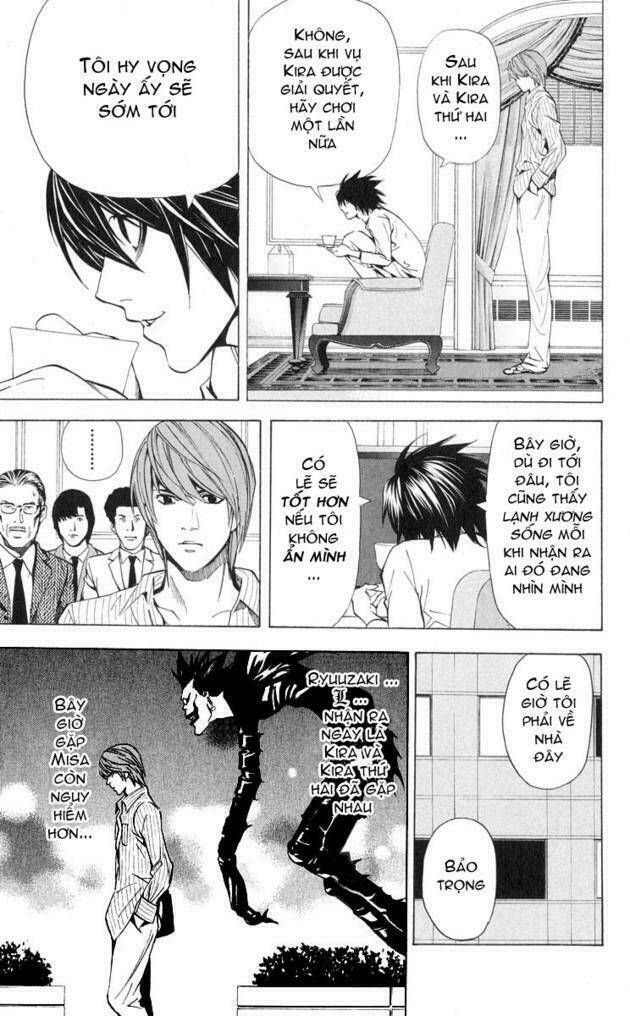 SAU
KHI KIRA
VÀ KIRA
THỨ HAI
...
KHÔNG,
SAU KHI VỤ
KIRA ĐƯỢC
GIẢI QUYẾT,
HÃY CHƠI
MỘT LẦN
NỮA
TÔI HY VỌNG
NGÀY ẤY SẼ
SỚM TỚI
BÂY GIỜ,
DÙ ĐI TỚI
ĐÂU, TÔI
CŨNG THẤY
LẠNH XƯƠNG
SỐNG MỖI
KHI NHẬN RA
AI ĐÓ ĐANG
NHÌN MÌNH
CÓ
LẼ SẼ
TỐT HƠN
NẾU TÔI
KHÔNG
ẨN MÌNH
...
........
CÓ LẼ
GIỜ TÔI
PHẢI VỀ
NHÀ
ĐÂY
BẢO
TRỌNG
RYUUZAKI ...
L ...
NHẬN RA
NGAY LÀ
KIRA VÀ
KIRA THỨ
HAI ĐÃ GẶP
NHAU
BÂY
GIỜ
GẶP
MISA
CÒN
NGUY
HIỂM
HƠN...